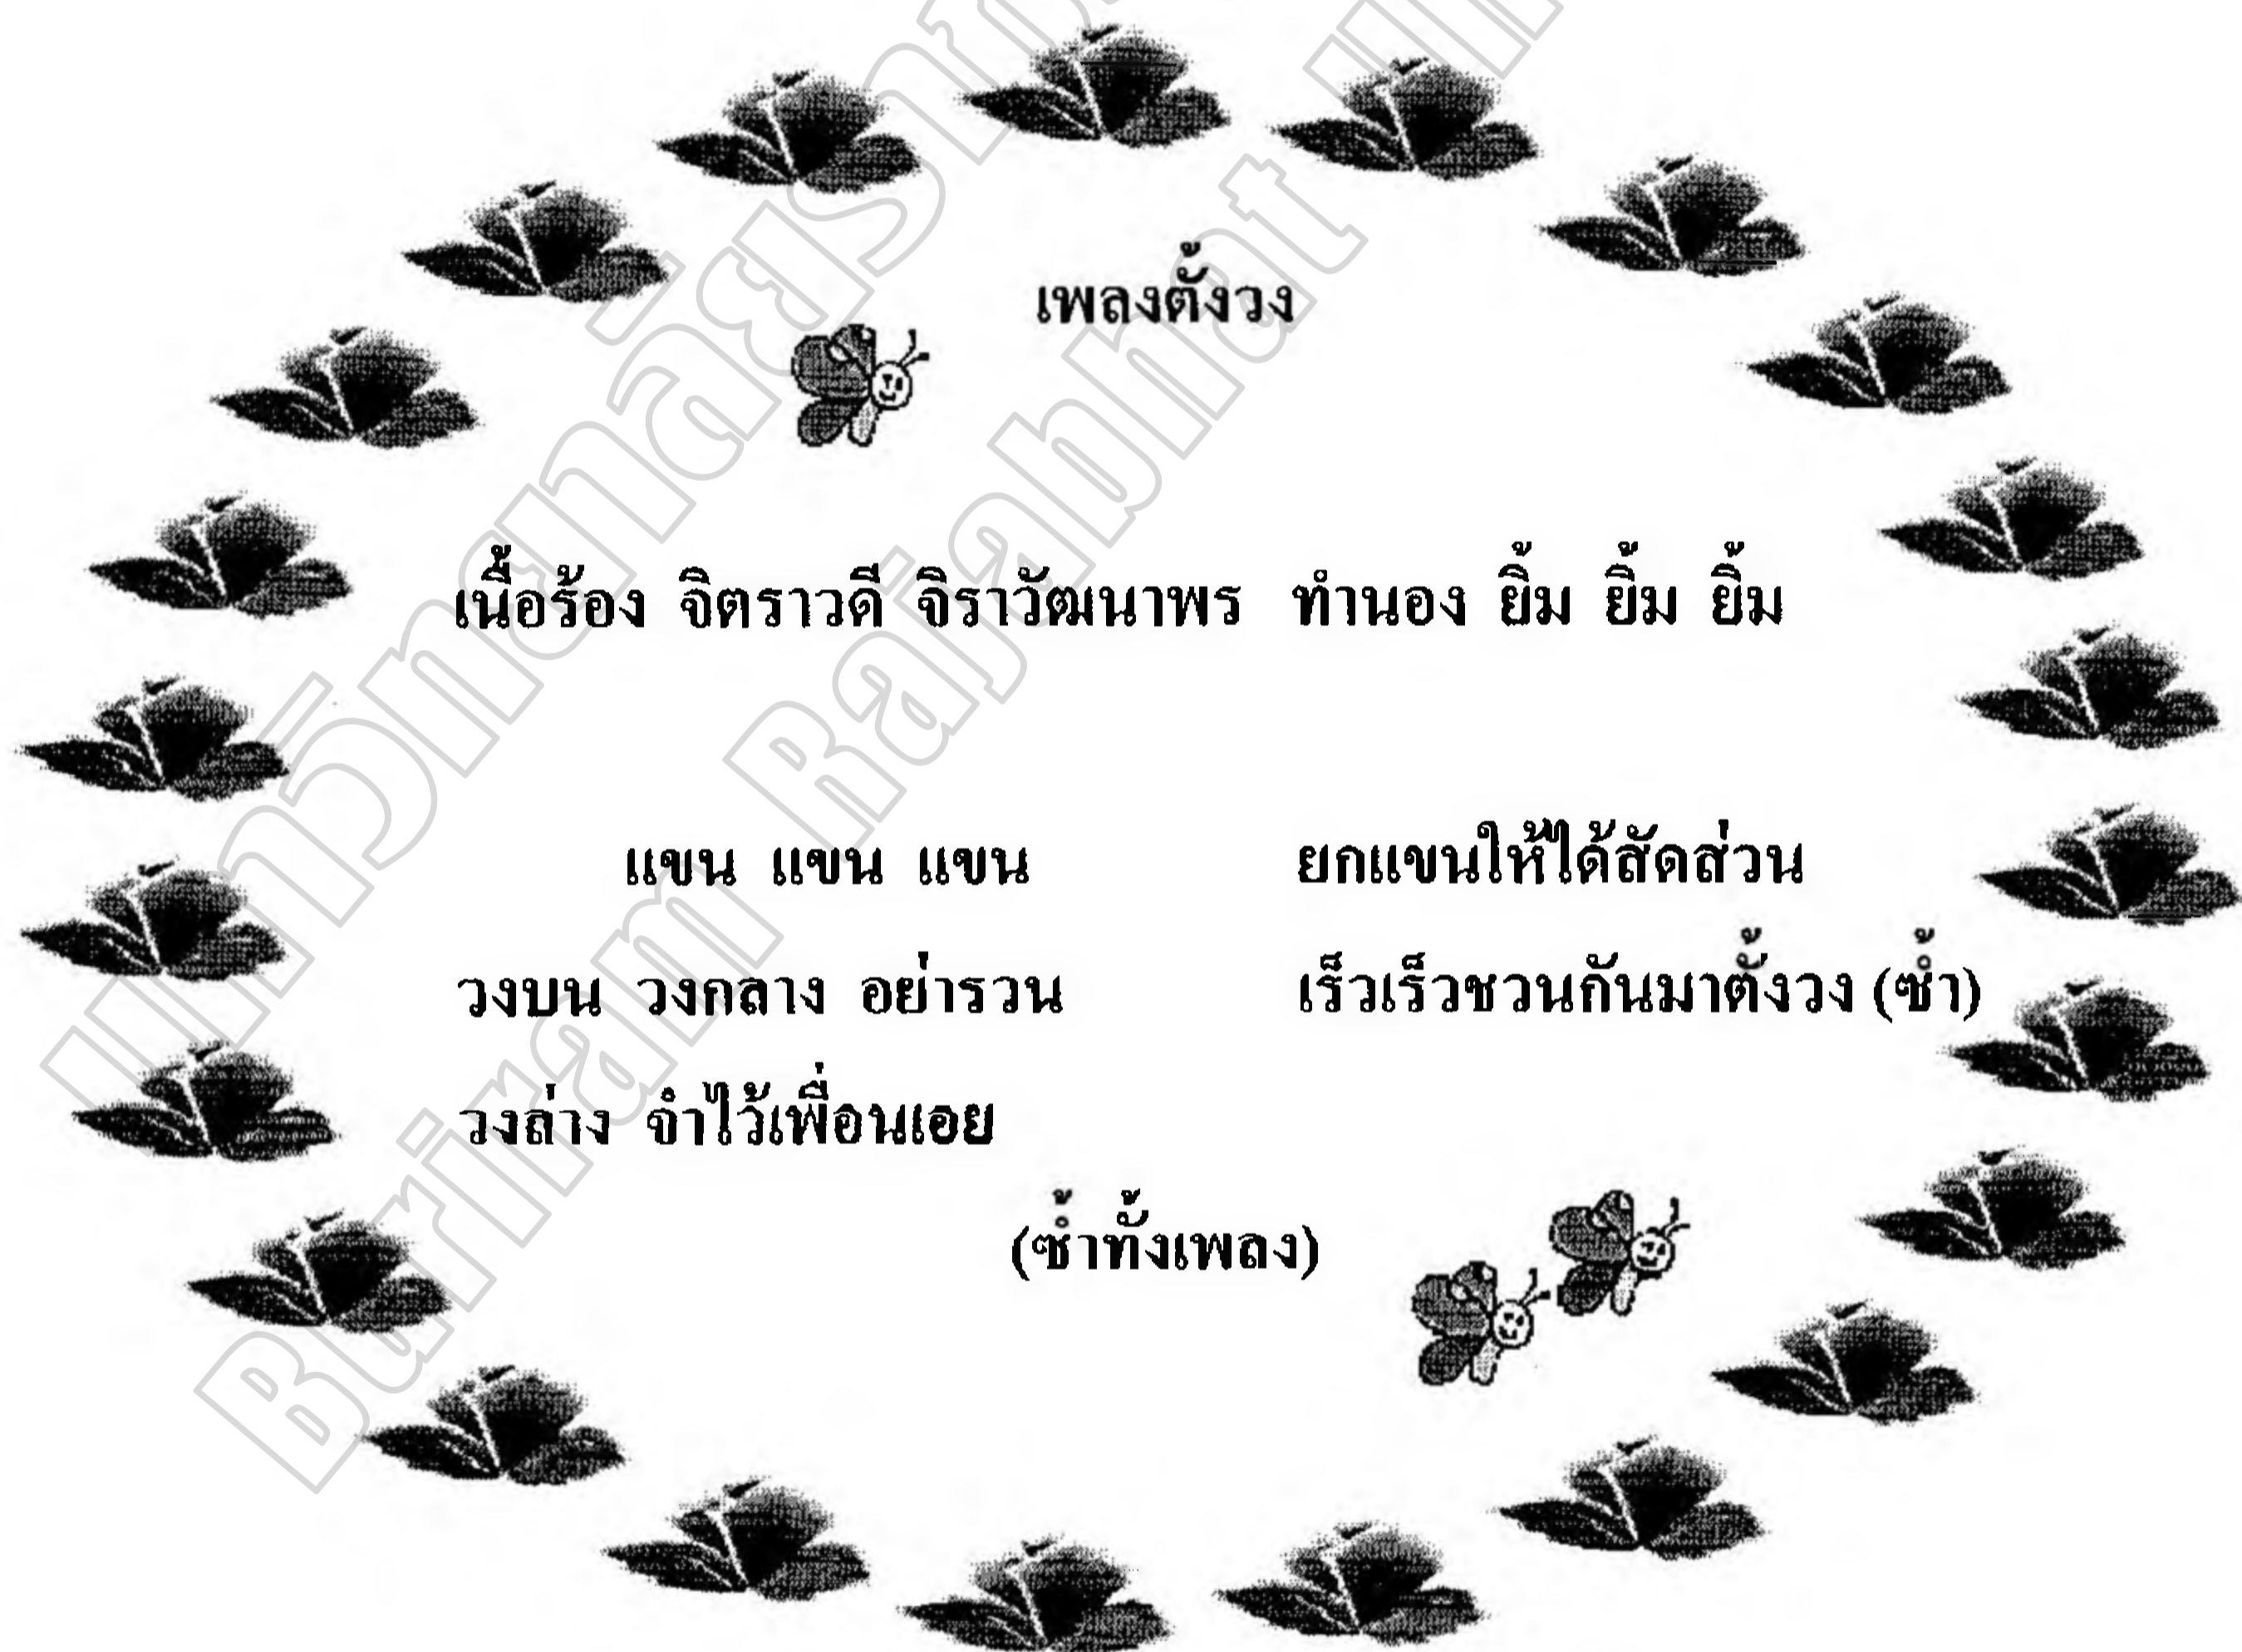 เพลงตั้งวง
เนื้อร้อง จิตราวดี จิราวัฒนาพร ทำนอง ยิ้ม ยิ้ม ยิ้ม
แขน แขน แขน ยกแขนให้ได้สัดส่วน
วงบน วงกลาง อย่ารวน เร็วเร็วชวนกันมาตั้งวง (ซ้ำ)
วงล่าง จำไว้เพื่อนเอย
(ซ้ำทั้งเพลง)
Buriram Rajabhat